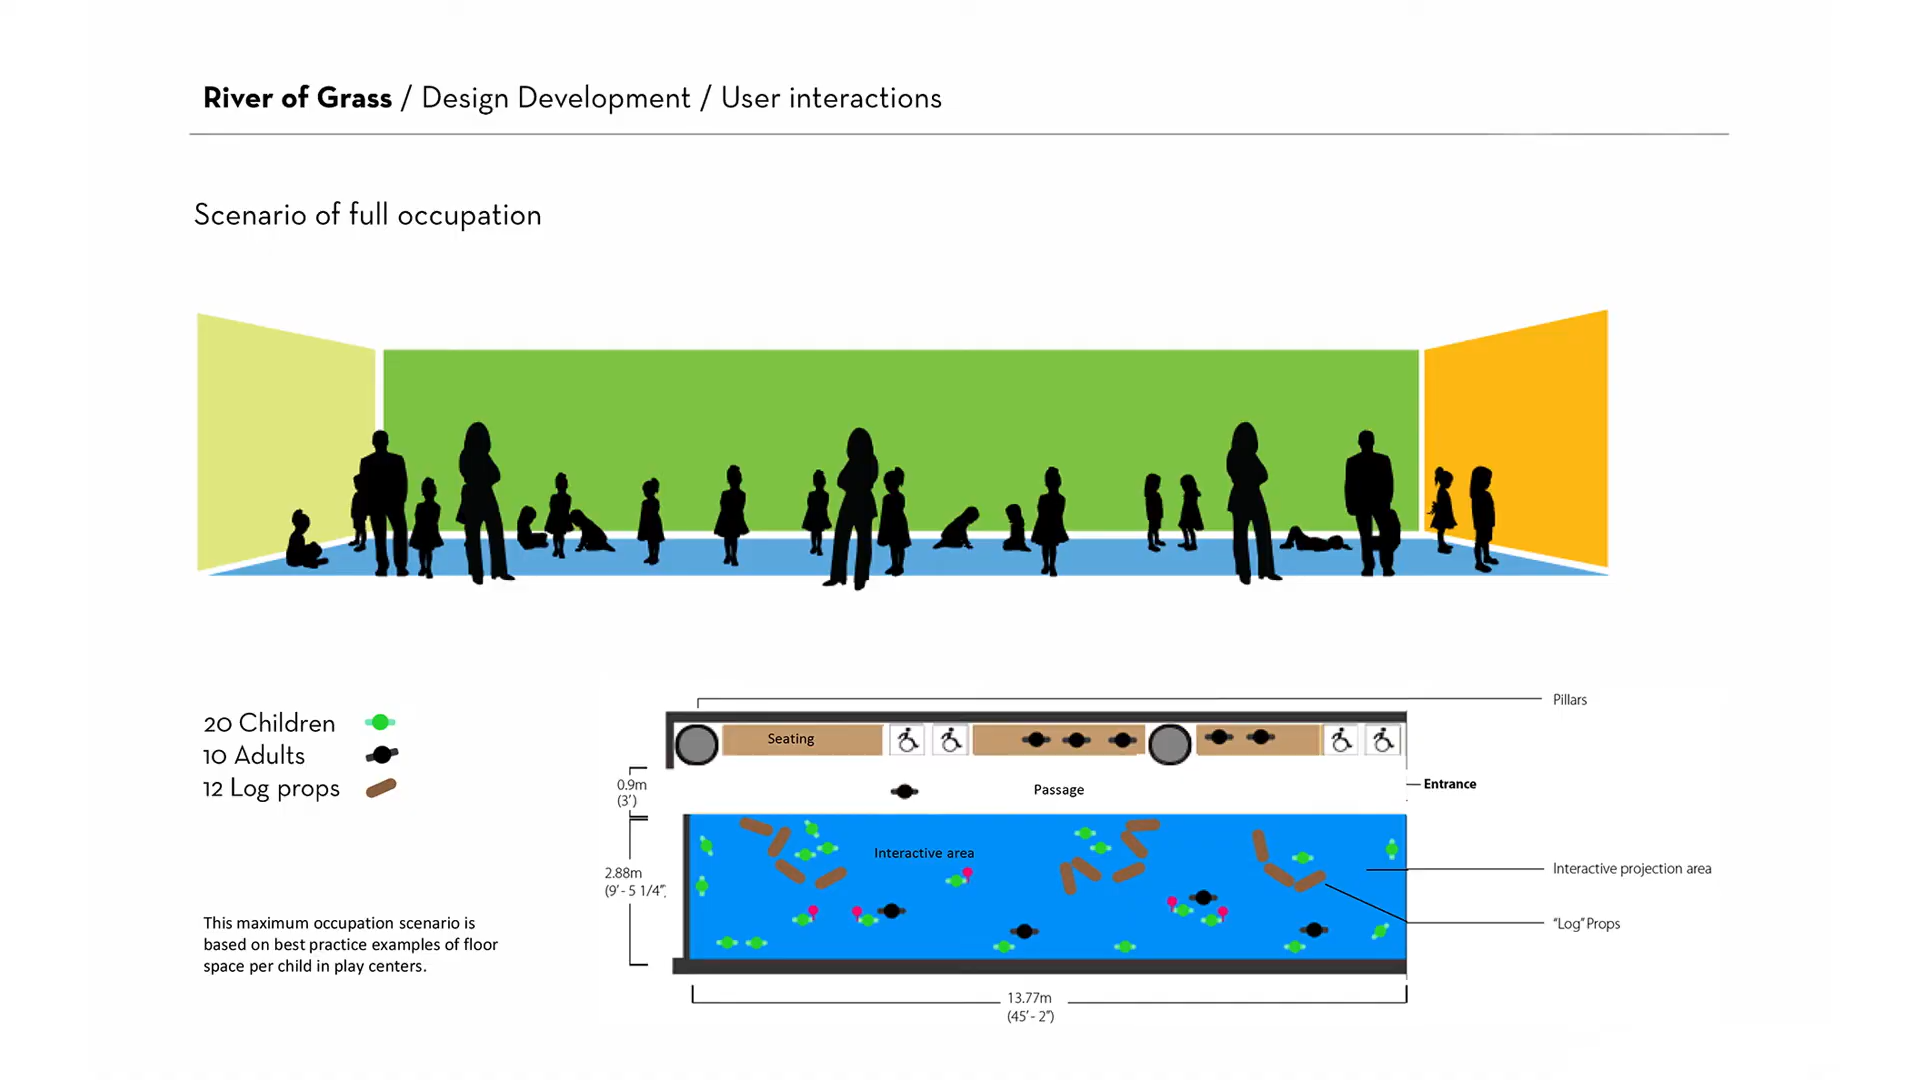 River of Grass / Design Development / User interactions
Scenario of full occupation
20 Children
10 Adults
12 Log props
This maximum occupation scenario is
based on best practice examples of floor
space per child in play centers.
Pillars
Seating
0.9m
(3')
Passage
Entrance
Interactive area
2.88m
(9' - 5 1/4"
Interactive projection area
"Log" Props
13.77m
(45' - 2")